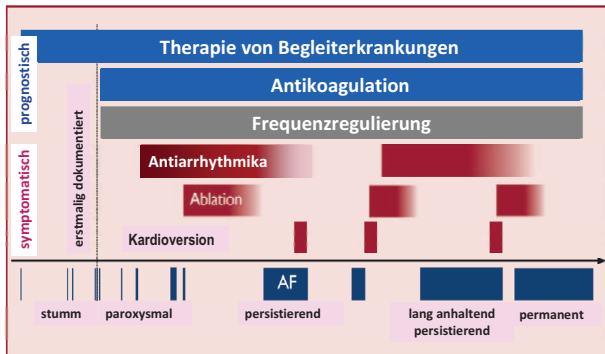 prognostisch
Therapie von Begleiterkrankungen
Antikoagulation
Frequenzregulierung
erstmalig dokumentiert
symptomatisch
Antiarrhythmika
Ablation
Kardioversion
AF
stumm
paroxysmal
persistierend
lang anhaltend
persistierend
permanent